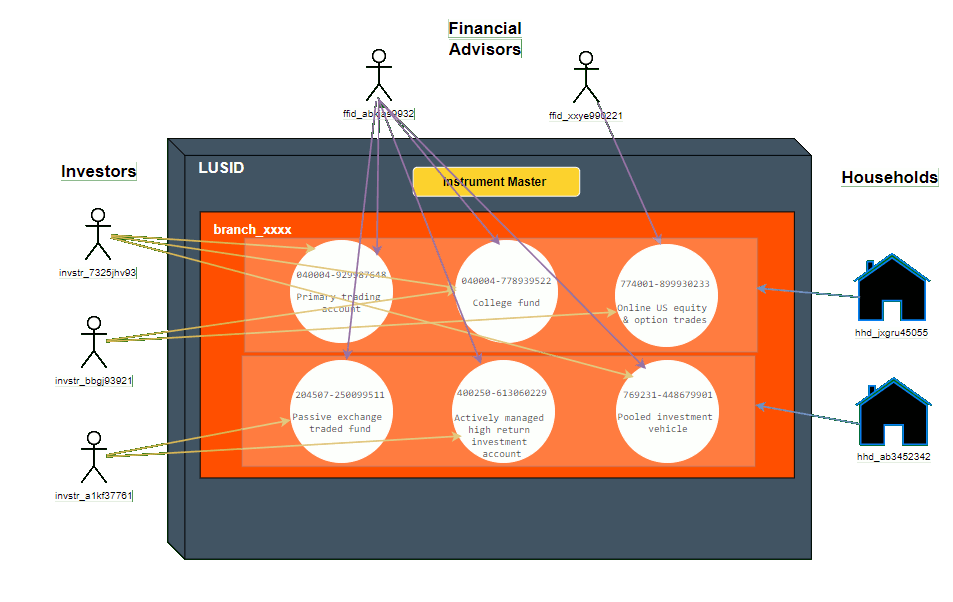 Financial
Advisors
ffid_abxjas9932
ffid_xxye990221
Investors
LUSID
Instrument Master
Households
branch_xxxx
invstr_7325jhv93
040004-929987648
Primary trading
account
040004-778939522
College fund
774001-899930233
Online US equity
& option trades
hhd_jxgru45055
invstr_bbgj93921
204507-250099511
Passive exchange
traded fund
400250-613060229
Actively managed
high return
investment
account
769231-448679901
Pooled investment
vehicle
hhd_ab3452342
invstr_a1kf37761